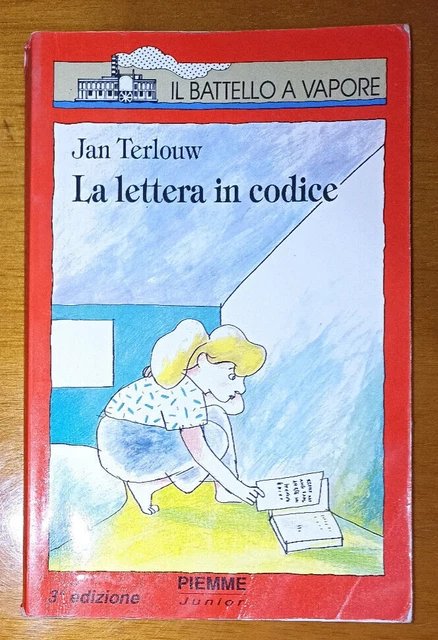 IL BATTELLO A VAPORE
Jan Terlouw
La lettera in codice
3ª edizione
PIEMME
Junior